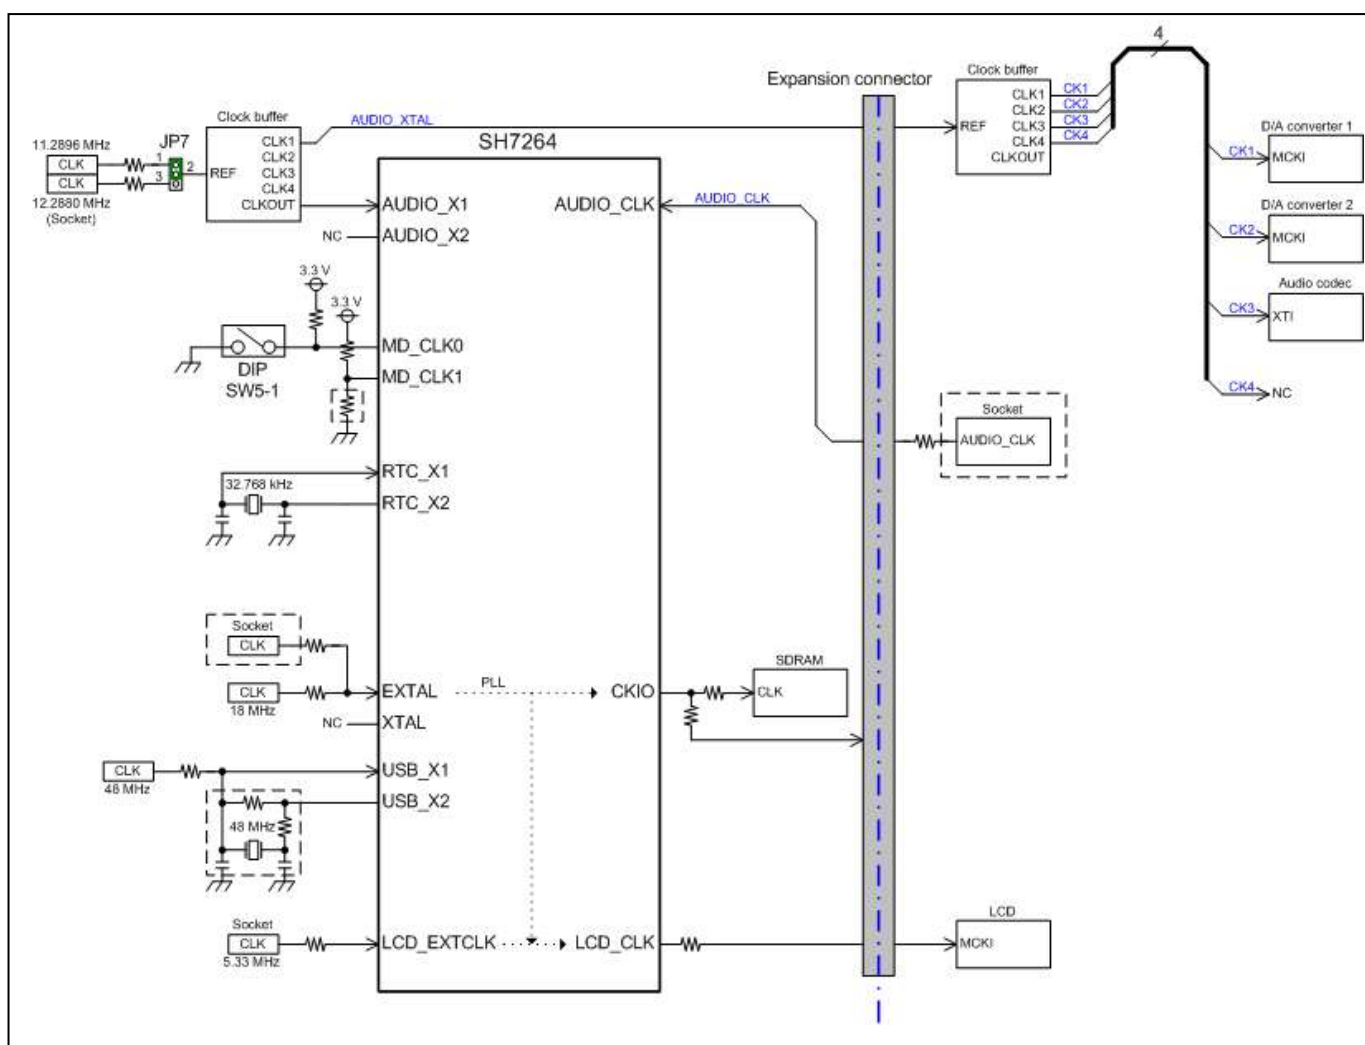 4
Expansion connector
Clock buffer
CLK1
CLK2
CLK3
CLK4
CLKOUT
REF
CK1
CK2
CK3
CK4
Clock buffer
CLK1
CLK2
CLK3
CLK4
CLKOUT
REF
AUDIO_XTAL
SH7264
11.2896 MHz
CLK
CLK
12.2880 MHz
(Socket)
JP7
1
2
3
D/A converter 1
CK1
MCKI
D/A converter 2
CK2
MCKI
Audio codec
CK3
XTI
CK4
NC
AUDIO_X1
AUDIO_CLK
AUDIO_CLK
NC
AUDIO_X2
3.3 V
3.3 V
MD_CLK0
DIP
SW5-1
MD_CLK1
Socket
AUDIO_CLK
RTC_X1
32.768 kHz
RTC_X2
Socket
CLK
CLK
18 MHz
EXTAL
PLL
CKIO
SDRAM
CLK
NC
XTAL
CLK
48 MHz
USB_X1
USB_X2
48 MHz
Socket
CLK
5.33 MHz
LCD_EXTCLK
LCD_CLK
LCD
MCKI